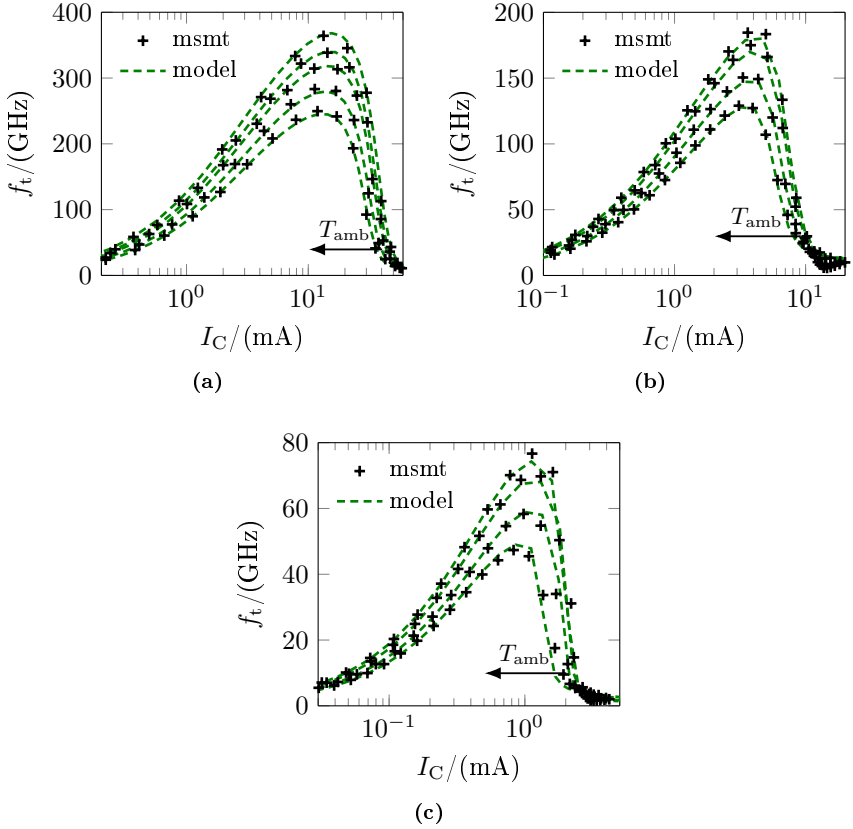 400
300
200
100
0
f_t/(GHz)
msmt
model
T_amb
10^0
10^1
I_C/(mA)
(a)
200
150
100
50
0
f_t/(GHz)
msmt
model
T_amb
10^−1
10^0
10^1
I_C/(mA)
(b)
80
60
40
20
0
f_t/(GHz)
msmt
model
T_amb
10^−1
10^0
I_C/(mA)
(c)